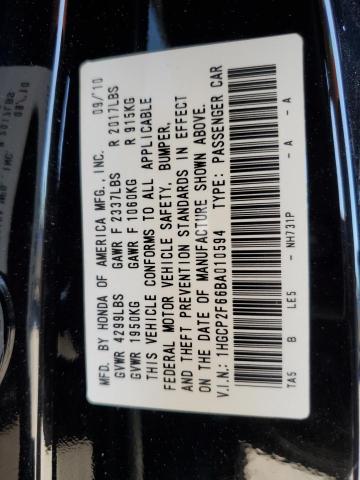 MFD. BY HONDA OF AMERICA MFG., INC. 09/10
GVWR 4299LBS GAWR F 2337LBS R 2017LBS
GVWR 1950KG GAWR F 1060KG R 915KG
THIS VEHICLE CONFORMS TO ALL APPLICABLE
FEDERAL MOTOR VEHICLE SAFETY, BUMPER,
AND THEFT PREVENTION STANDARDS IN EFFECT
ON THE DATE OF MANUFACTURE SHOWN ABOVE.
V.I.N.: 1HGCP2F66BA010594 TYPE: PASSENGER CAR
TA5 B LE5 - NH731P - A - A